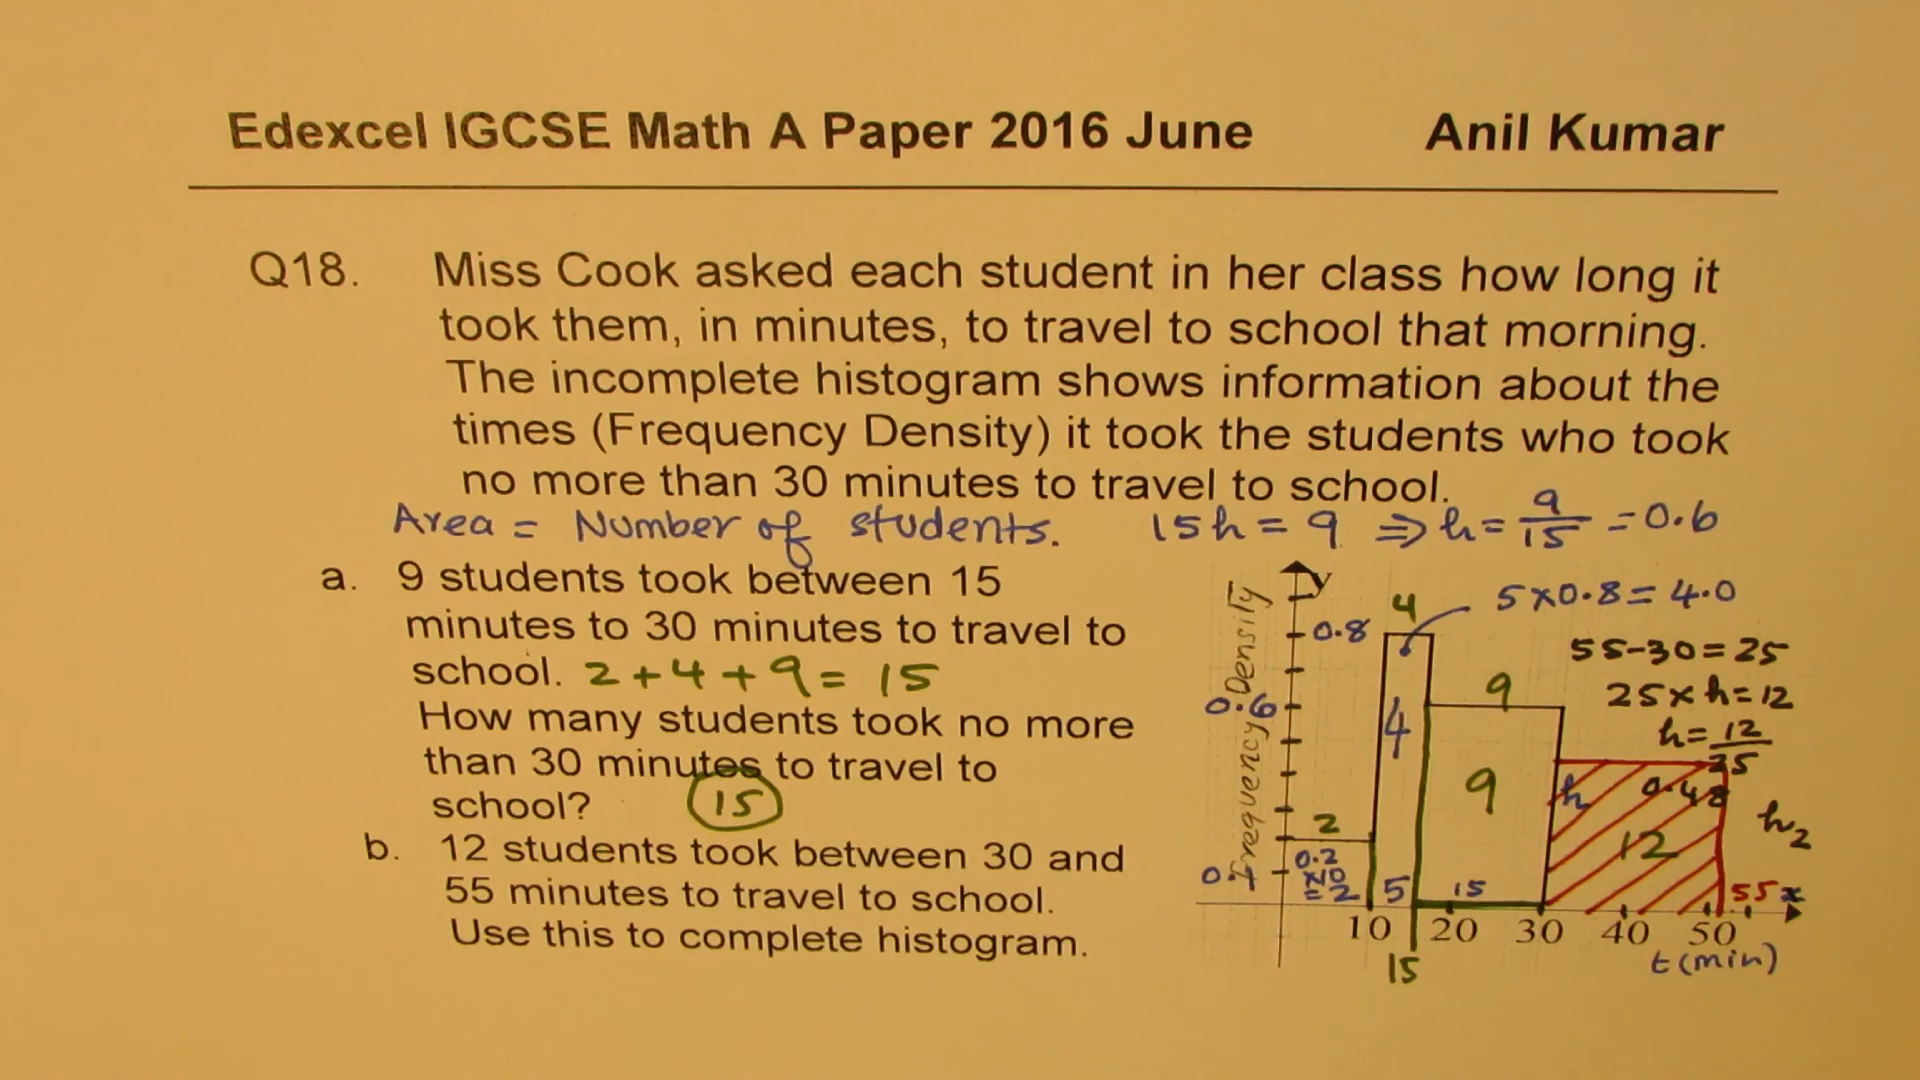 Edexcel IGCSE Math A Paper 2016 June Anil Kumar
Q18. Miss Cook asked each student in her class how long it
took them, in minutes, to travel to school that morning.
The incomplete histogram shows information about the
times (Frequency Density) it took the students who took
no more than 30 minutes to travel to school.
Area = Number of students. 15h = 9 ⇒ h = 9/15 = 0.6
a. 9 students took between 15
minutes to 30 minutes to travel to
school. 2 + 4 + 9 = 15
How many students took no more
than 30 minutes to travel to
school? 15
b. 12 students took between 30 and
55 minutes to travel to school.
Use this to complete histogram.
y
Frequency Density
4
5×0.8 = 4.0
0.8
55-30=25
25×h=12
h=12/25
9
0.6
4
9
h
0.48
h2
2
12
0.2
×10
=2
5
15
55
x
10 20 30 40 50
15
t(min)